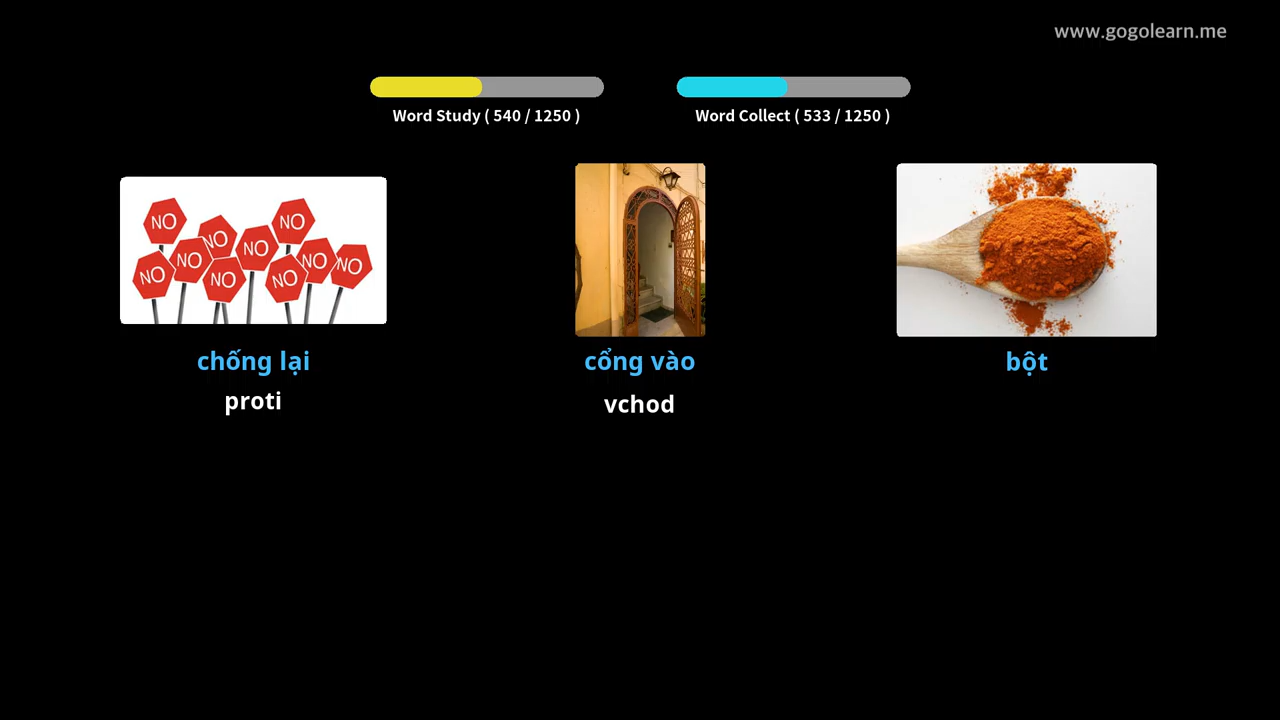 www.gogolearn.me
Word Study ( 540 / 1250 )
Word Collect ( 533 / 1250 )
NO
NO
NO
NO
NO
NO
NO
NO
NO
NO
chống lại
proti
cổng vào
vchod
bột